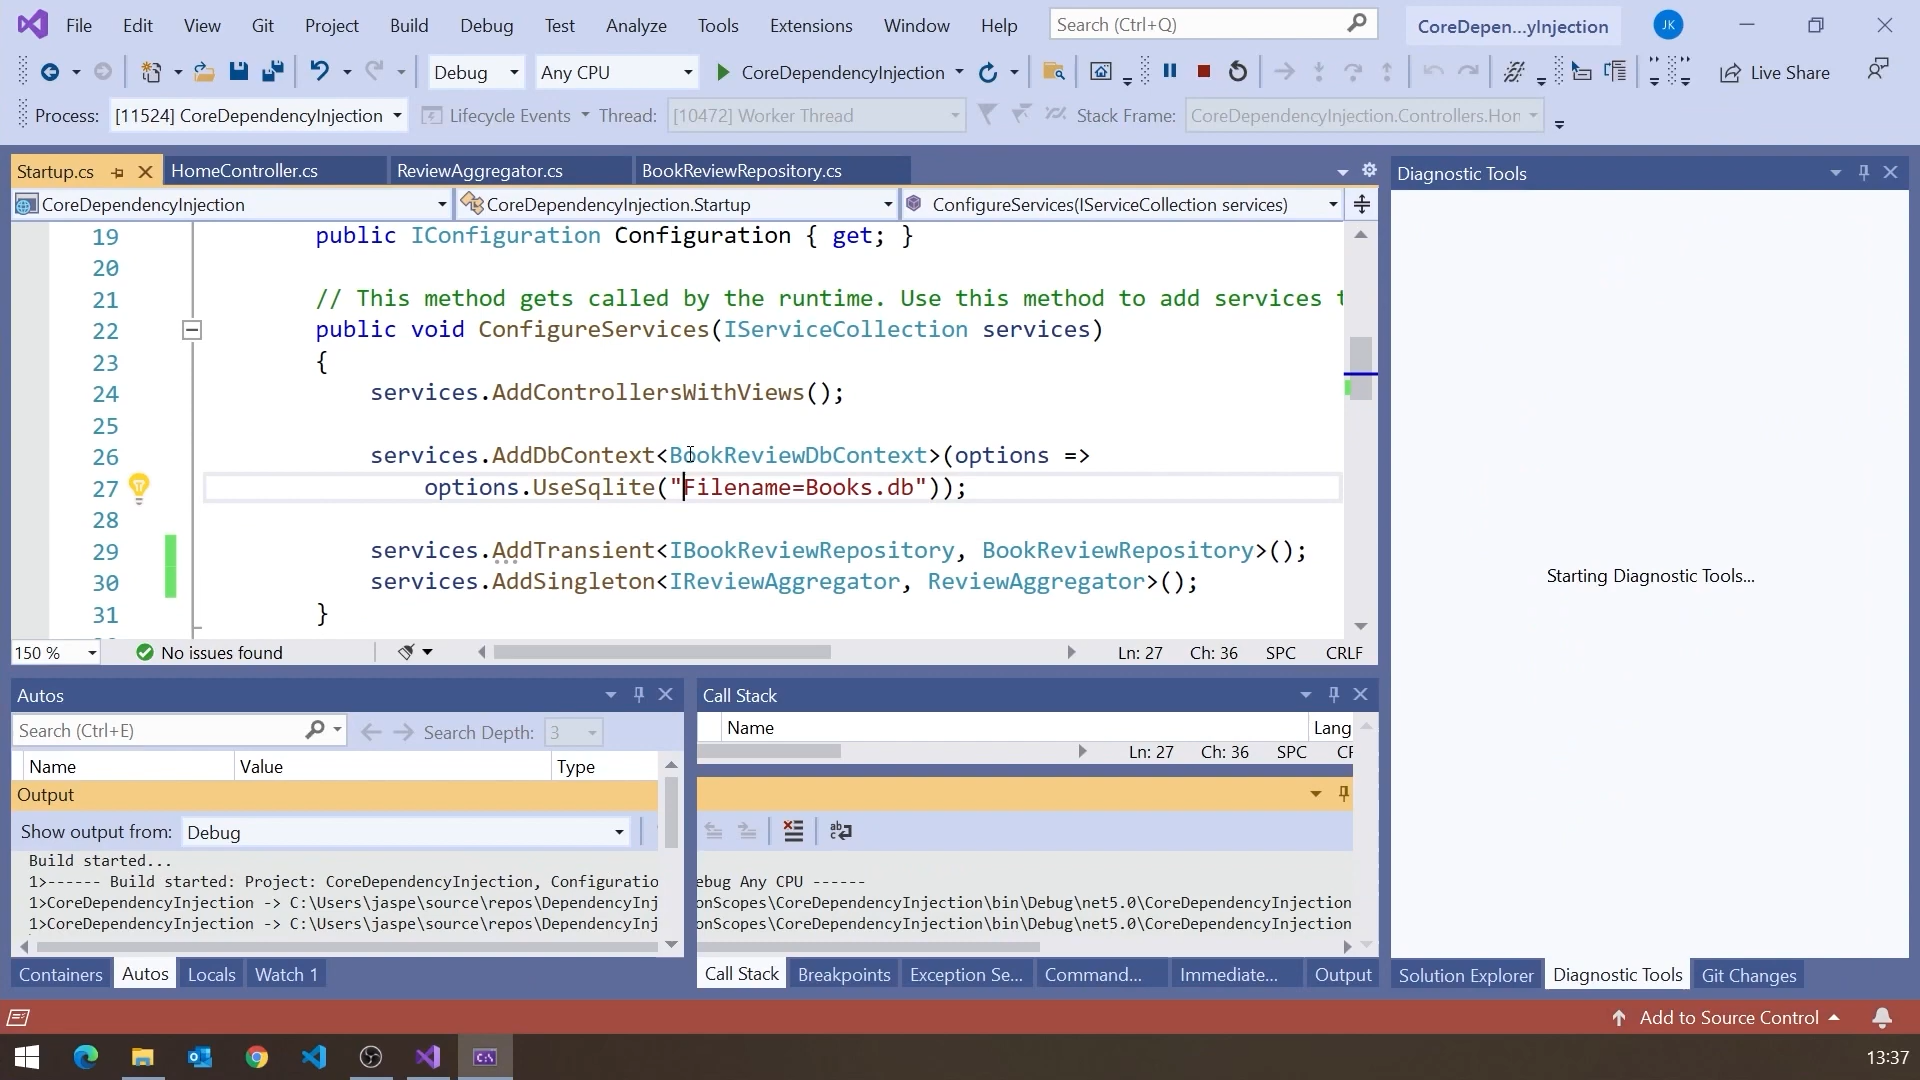 File Edit View Git Project Build Debug Test Analyze Tools Extensions Window Help Search (Ctrl+Q) CoreDepen...yInjection JK
Debug Any CPU CoreDependencyInjection Live Share
Process: [11524] CoreDependencyInjection Lifecycle Events Thread: [10472] Worker Thread Stack Frame: CoreDependencyInjection.Controllers.Hon
Startup.cs HomeController.cs ReviewAggregator.cs BookReviewRepository.cs
CoreDependencyInjection CoreDependencyInjection.Startup ConfigureServices(IServiceCollection services)
19 public IConfiguration Configuration { get; }
20
21 // This method gets called by the runtime. Use this method to add services t
22 public void ConfigureServices(IServiceCollection services)
23 {
24 services.AddControllersWithViews();
25
26 services.AddDbContext<BookReviewDbContext>(options =>
27 options.UseSqlite("Filename=Books.db"));
28
29 services.AddTransient<IBookReviewRepository, BookReviewRepository>();
30 services.AddSingleton<IReviewAggregator, ReviewAggregator>();
31 }
150 % No issues found Ln: 27 Ch: 36 SPC CRLF
Diagnostic Tools
Starting Diagnostic Tools...
Autos
Search (Ctrl+E) Search Depth: 3
Name Value Type
Output
Show output from: Debug
Build started...
1>------ Build started: Project: CoreDependencyInjection, Configuratio
1>CoreDependencyInjection -> C:\Users\jaspe\source\repos\DependencyInj
1>CoreDependencyInjection -> C:\Users\jaspe\source\repos\DependencyInj
Containers Autos Locals Watch 1
Call Stack
Name Lang
Ln: 27 Ch: 36 SPC CF
ebug Any CPU ------
onScopes\CoreDependencyInjection\bin\Debug\net5.0\CoreDependencyInjection
onScopes\CoreDependencyInjection\bin\Debug\net5.0\CoreDependencyInjection
Call Stack Breakpoints Exception Se... Command... Immediate... Output
Solution Explorer Diagnostic Tools Git Changes
Add to Source Control
13:37